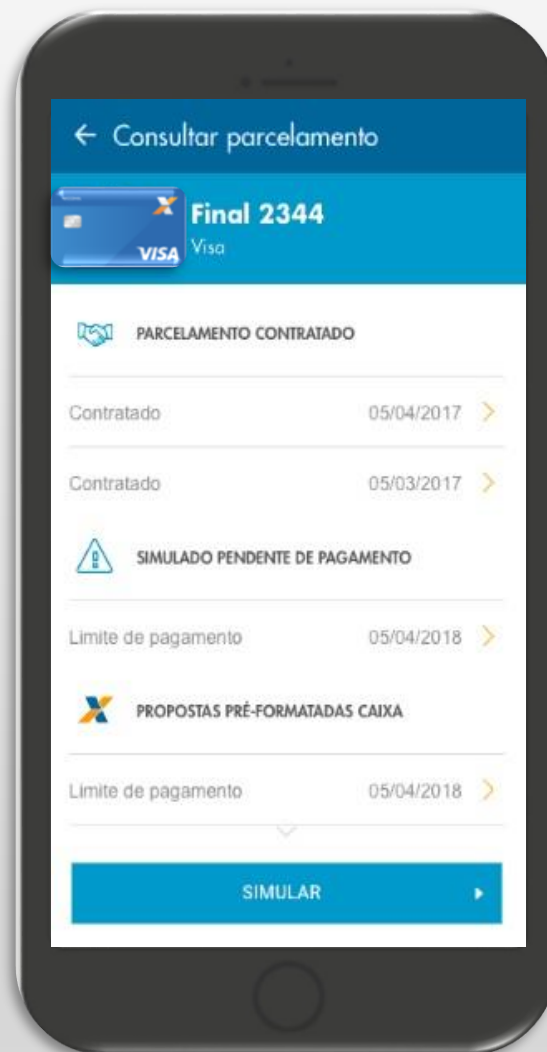 Consultar parcelamento
Final 2344
Visa
VISA
PARCELAMENTO CONTRATADO
Contratado 05/04/2017
Contratado 05/03/2017
SIMULADO PENDENTE DE PAGAMENTO
Limite de pagamento 05/04/2018
PROPOSTAS PRÉ-FORMATADAS CAIXA
Limite de pagamento 05/04/2018
SIMULAR